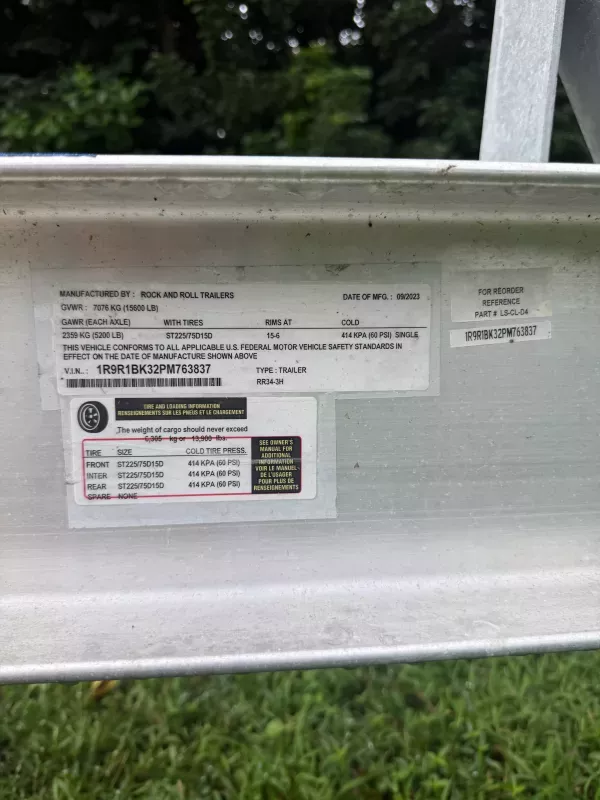 MANUFACTURED BY : ROCK AND ROLL TRAILERS DATE OF MFG. : 09/2023
GVWR : 7076 KG (15600 LB)
GAWR (EACH AXLE) WITH TIRES RIMS AT COLD
2359 KG (5200 LB) ST225/75D15D 15-6 414 KPA (60 PSI) SINGLE
THIS VEHICLE CONFORMS TO ALL APPLICABLE U.S. FEDERAL MOTOR VEHICLE SAFETY STANDARDS IN
EFFECT ON THE DATE OF MANUFACTURE SHOWN ABOVE
V.I.N.. : 1R9R1BK32PM763837 TYPE : TRAILER
RR34-3H
FOR REORDER
REFERENCE
PART # LS-CL-D4
1R9R1BK32PM763837
TIRE AND LOADING INFORMATION
RENSEIGNEMENTS SUR LES PNEUS ET LE CHARGEMENT
The weight of cargo should never exceed
6,305 kg or 13,900 lbs.
TIRE SIZE COLD TIRE PRESS.
FRONT ST225/75D15D 414 KPA (60 PSI)
INTER ST225/75D15D 414 KPA (60 PSI)
REAR ST225/75D15D 414 KPA (60 PSI)
SPARE NONE
SEE OWNER'S
MANUAL FOR
ADDITIONAL
INFORMATION
VOIR LE MANUEL
DE L'USAGER
POUR PLUS DE
RENSEIGNEMENTS